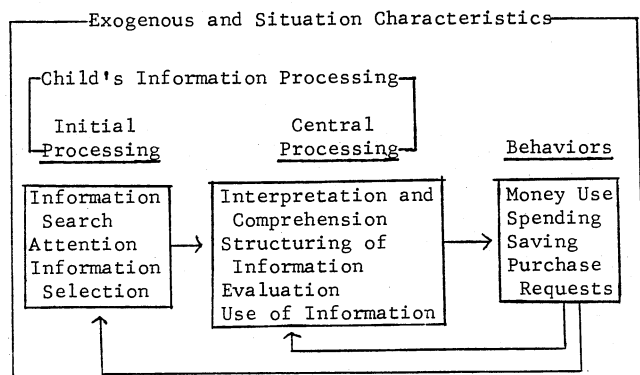 Exogenous and Situation Characteristics
Child's Information Processing
Initial
Processing
Central
Processing
Behaviors
Information
Search
Attention
Information
Selection
Interpretation and
Comprehension
Structuring of
Information
Evaluation
Use of Information
Money Use
Spending
Saving
Purchase
Requests